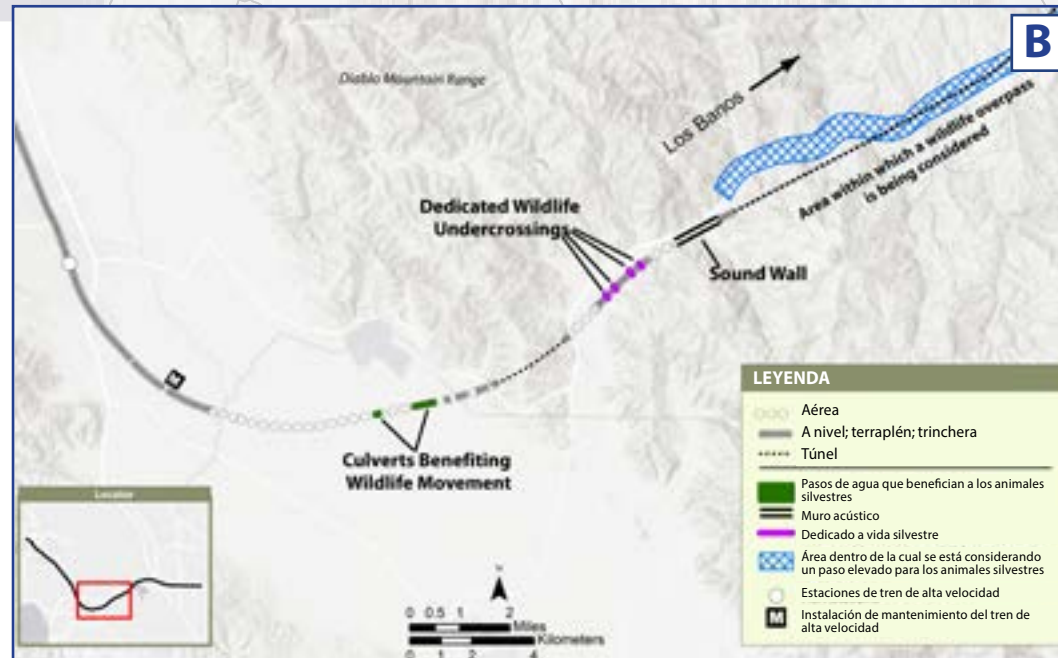 B
Diablo Mountain Range
Los Banos
Area within which a wildlife overpass
is being considered
Dedicated Wildlife
Undercrossings
Sound Wall
Culverts Benefiting
Wildlife Movement
M
LEYENDA
Aérea
A nivel; terraplén; trinchera
Túnel
Pasos de agua que benefician a los animales
silvestres
Muro acústico
Dedicado a vida silvestre
Área dentro de la cual se está considerando
un paso elevado para los animales silvestres
Estaciones de tren de alta velocidad
M
Instalación de mantenimiento del tren de
alta velocidad
Locator
N
0 0.5 1 2
Miles
Kilometers
0 1 2 4